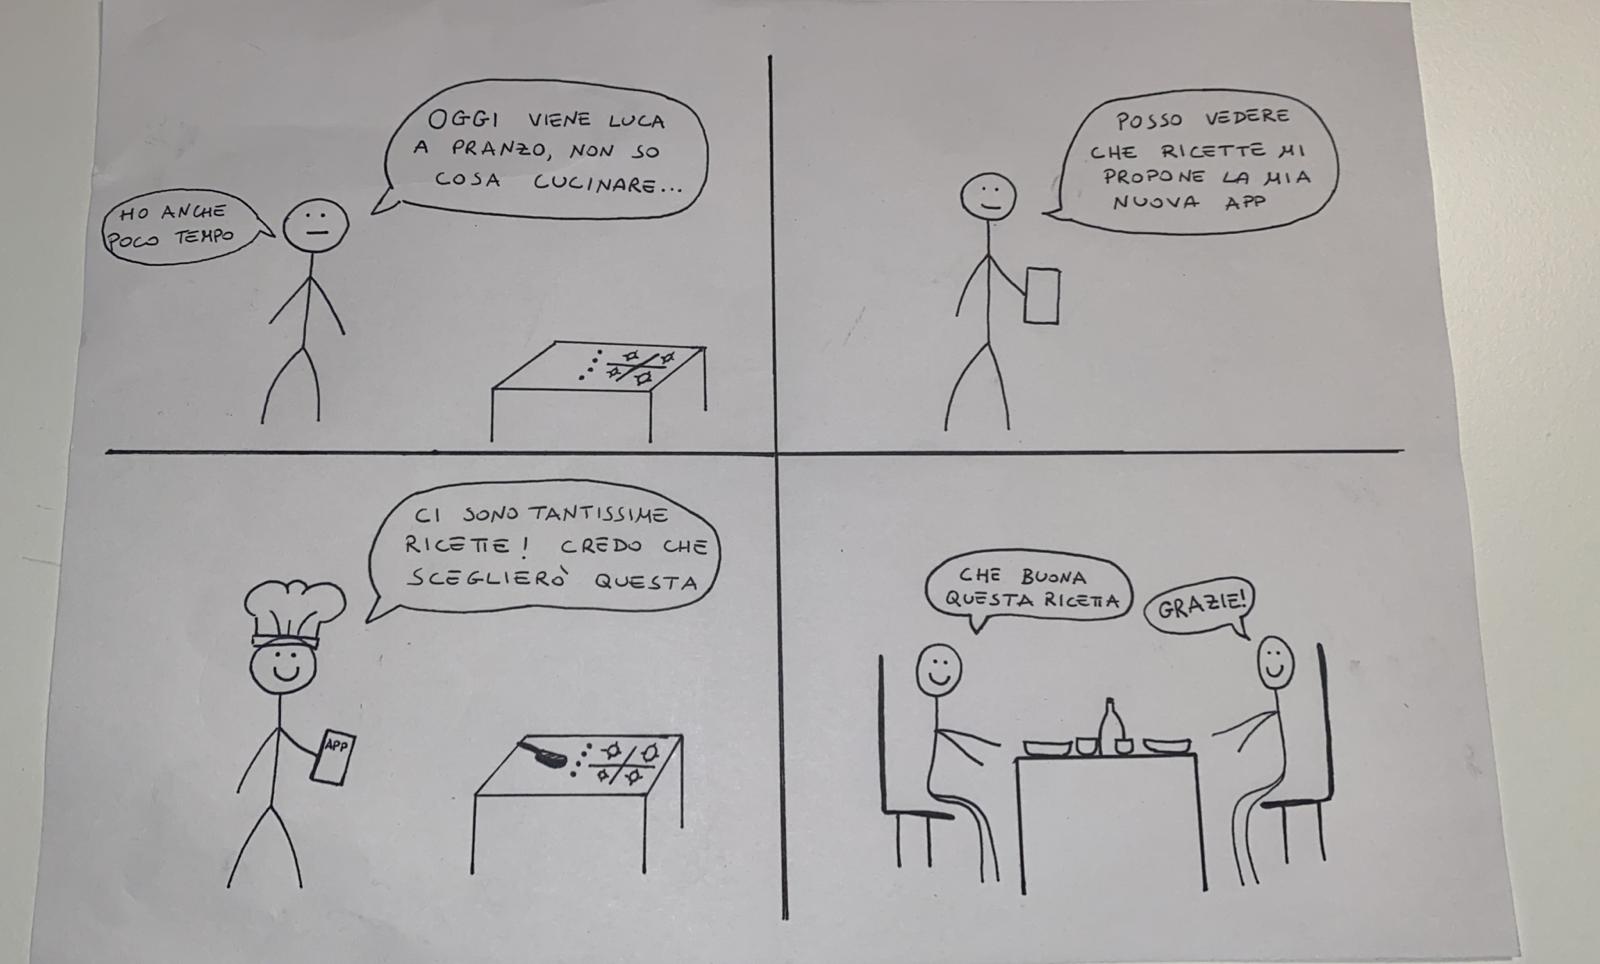 OGGI VIENE LUCA
A PRANZO, NON SO
COSA CUCINARE...
HO ANCHE
POCO TEMPO
POSSO VEDERE
CHE RICETTE MI
PROPONE LA MIA
NUOVA APP
CI SONO TANTISSIME
RICETTE! CREDO CHE
SCEGLIERÒ QUESTA
APP
CHE BUONA
QUESTA RICETTA
GRAZIE!